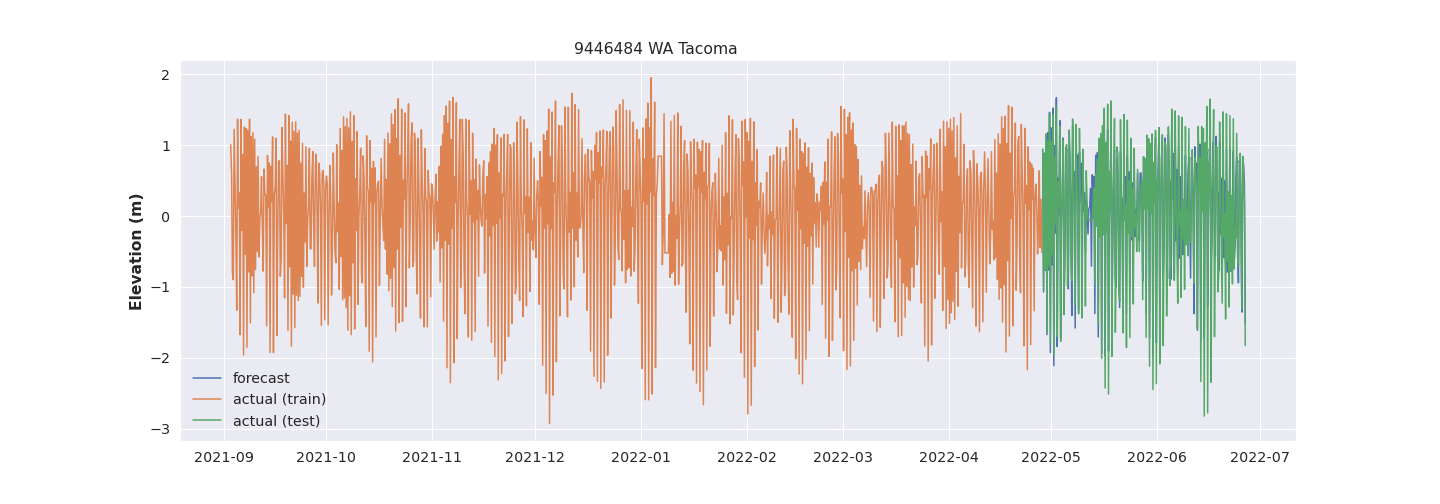 9446484 WA Tacoma
Elevation (m)
2
1
0
−1
−2
−3
forecast
actual (train)
actual (test)
2021-09 2021-10 2021-11 2021-12 2022-01 2022-02 2022-03 2022-04 2022-05 2022-06 2022-07